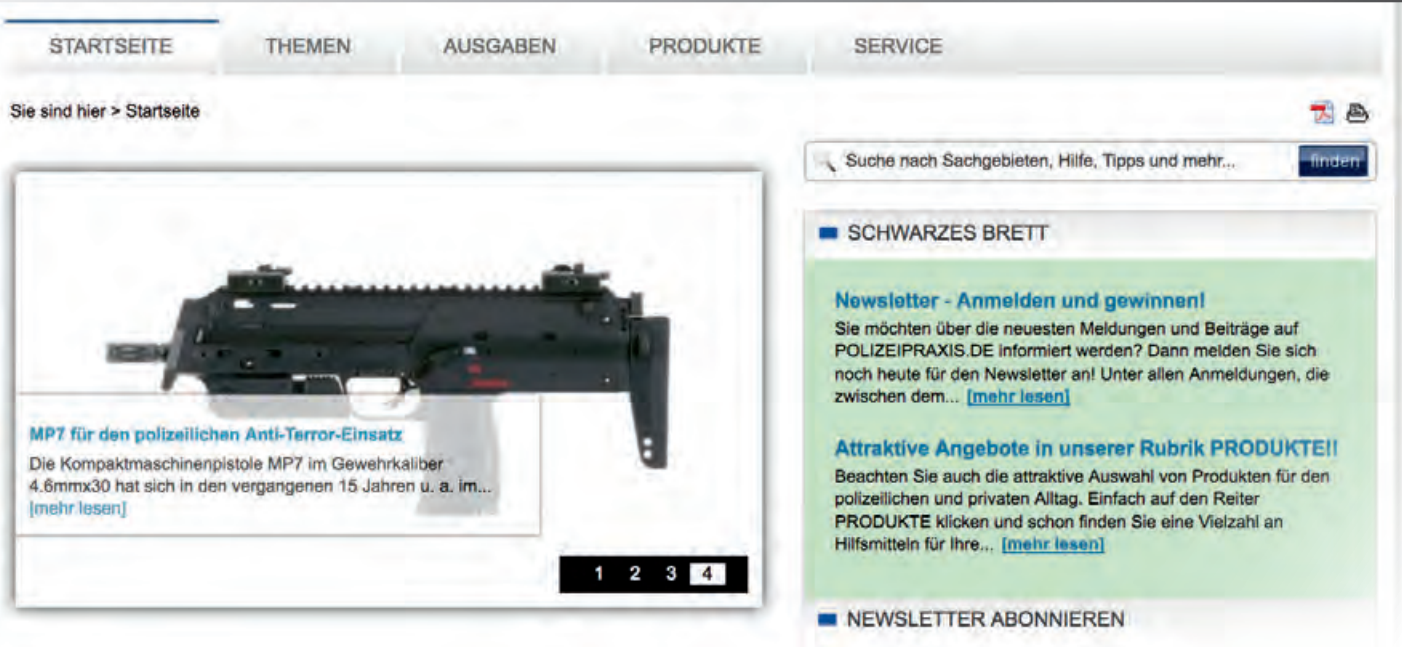 STARTSEITE
THEMEN
AUSGABEN
PRODUKTE
SERVICE
Sie sind hier > Startseite
Suche nach Sachgebieten, Hilfe, Tipps und mehr...
finden
MP7 für den polizeilichen Anti-Terror-Einsatz
Die Kompaktmaschinenpistole MP7 im Gewehrkaliber
4.6mmx30 hat sich in den vergangenen 15 Jahren u. a. im...
[mehr lesen]
1 2 3 4
SCHWARZES BRETT
Newsletter - Anmelden und gewinnen!
Sie möchten über die neuesten Meldungen und Beiträge auf
POLIZEIPRAXIS.DE informiert werden? Dann melden Sie sich
noch heute für den Newsletter an! Unter allen Anmeldungen, die
zwischen dem... [mehr lesen]
Attraktive Angebote in unserer Rubrik PRODUKTE!!
Beachten Sie auch die attraktive Auswahl von Produkten für den
polizeilichen und privaten Alltag. Einfach auf den Reiter
PRODUKTE klicken und schon finden Sie eine Vielzahl an
Hilfsmitteln für Ihre... [mehr lesen]
NEWSLETTER ABONNIEREN